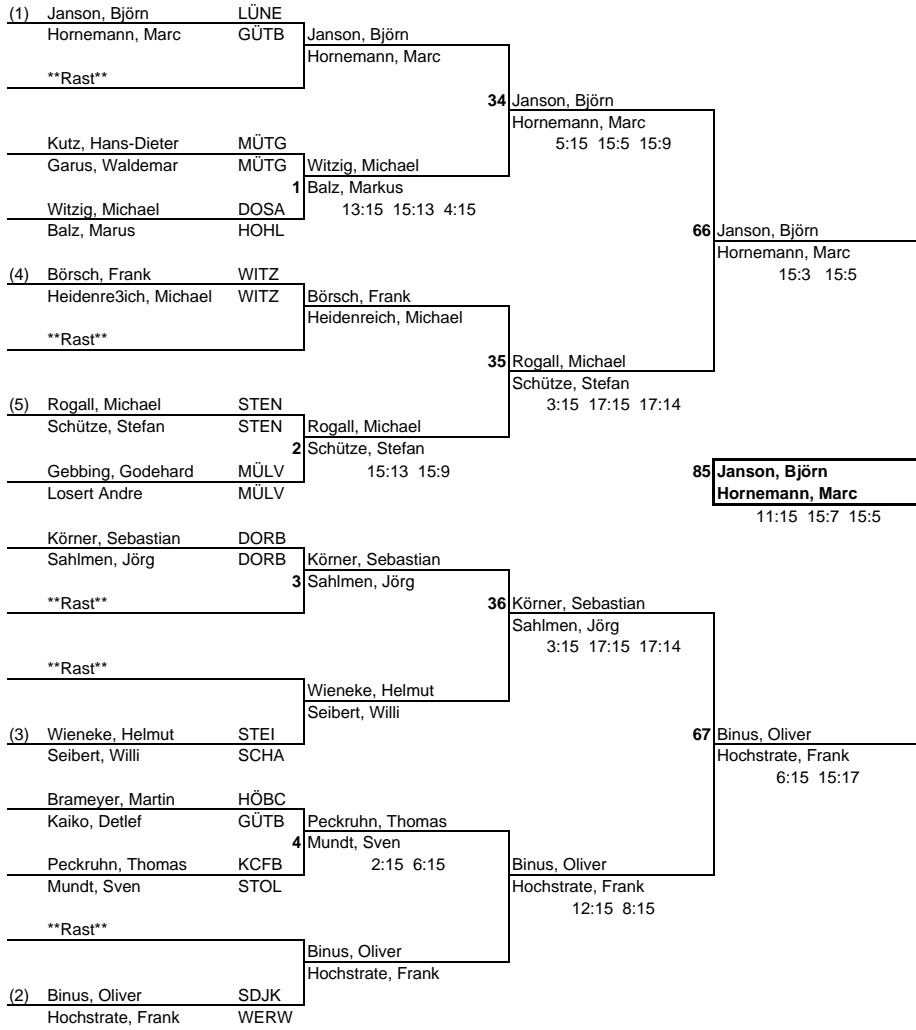 (1) Janson, Björn LÜNE
Hornemann, Marc GÜTB Janson, Björn
Hornemann, Marc
**Rast**
34 Janson, Björn
Hornemann, Marc
Kutz, Hans-Dieter MÜTG 5:15 15:5 15:9
Garus, Waldemar MÜTG Witzig, Michael
1 Balz, Markus
Witzig, Michael DOSA 13:15 15:13 4:15
Balz, Marus HOHL 66 Janson, Björn
Hornemann, Marc
(4) Börsch, Frank WITZ 15:3 15:5
Heidenre3ich, Michael WITZ Börsch, Frank
Heidenreich, Michael
**Rast**
35 Rogall, Michael
Schütze, Stefan
(5) Rogall, Michael STEN 3:15 17:15 17:14
Schütze, Stefan STEN Rogall, Michael
2 Schütze, Stefan
Gebbing, Godehard MÜLV 15:13 15:9 85 Janson, Björn
Losert Andre MÜLV Hornemann, Marc
11:15 15:7 15:5
Körner, Sebastian DORB
Sahlmen, Jörg DORB Körner, Sebastian
3 Sahlmen, Jörg
**Rast** 36 Körner, Sebastian
Sahlmen, Jörg
3:15 17:15 17:14
**Rast**
Wieneke, Helmut
Seibert, Willi
(3) Wieneke, Helmut STEI 67 Binus, Oliver
Seibert, Willi SCHA Hochstrate, Frank
6:15 15:17
Brameyer, Martin HÖBC
Kaiko, Detlef GÜTB Peckruhn, Thomas
4 Mundt, Sven
Peckruhn, Thomas KCFB 2:15 6:15 Binus, Oliver
Mundt, Sven STOL Hochstrate, Frank
12:15 8:15
**Rast**
Binus, Oliver
Hochstrate, Frank
(2) Binus, Oliver SDJK
Hochstrate, Frank WERW